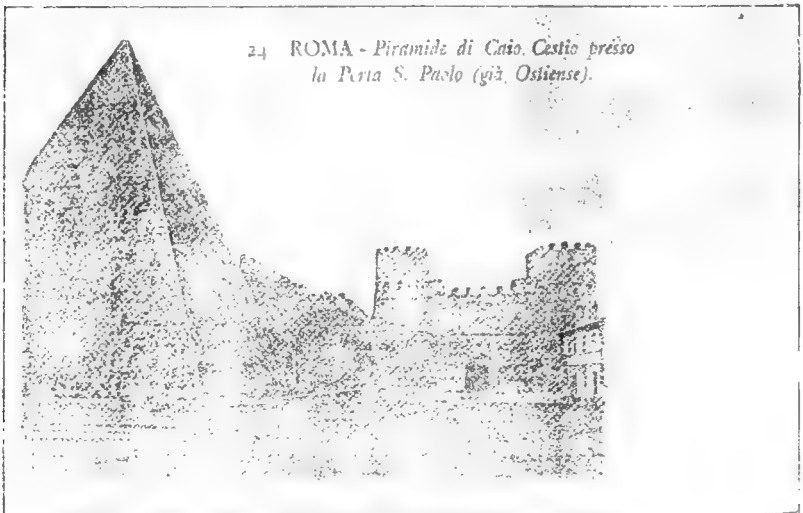 24 ROMA - Piramide di Caio Cestio presso
la Porta S. Paolo (già Ostiense).